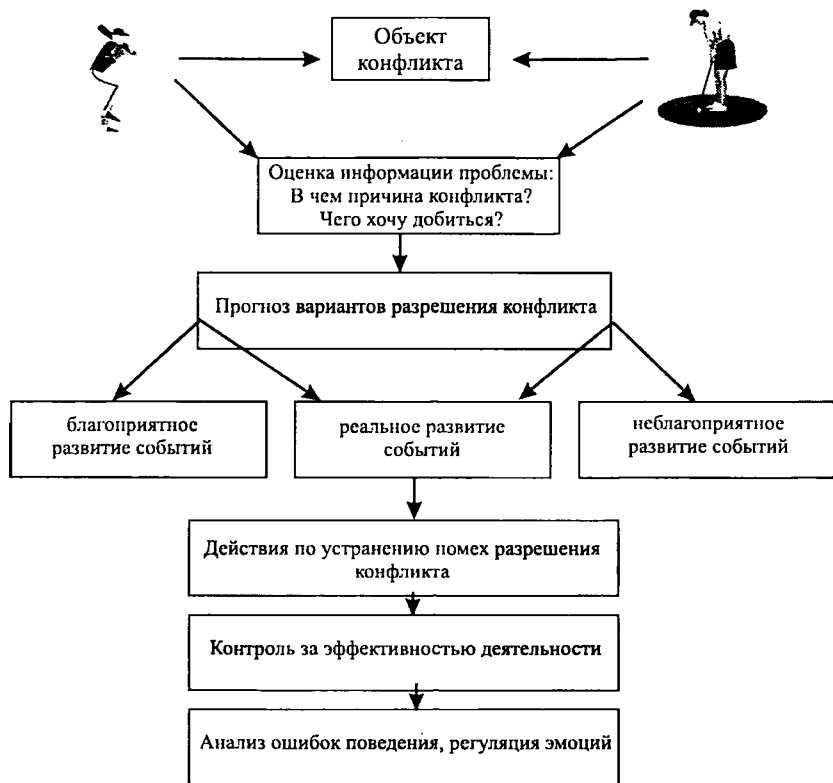 Объект
конфликта
Оценка информации проблемы:
В чем причина конфликта?
Чего хочу добиться?
Прогноз вариантов разрешения конфликта
благоприятное
развитие событий
реальное развитие
событий
неблагоприятное
развитие событий
Действия по устранению номех разрешения
конфликта
Контроль за эффективностью деятельности
Анализ ошибок поведения, регуляция эмоций